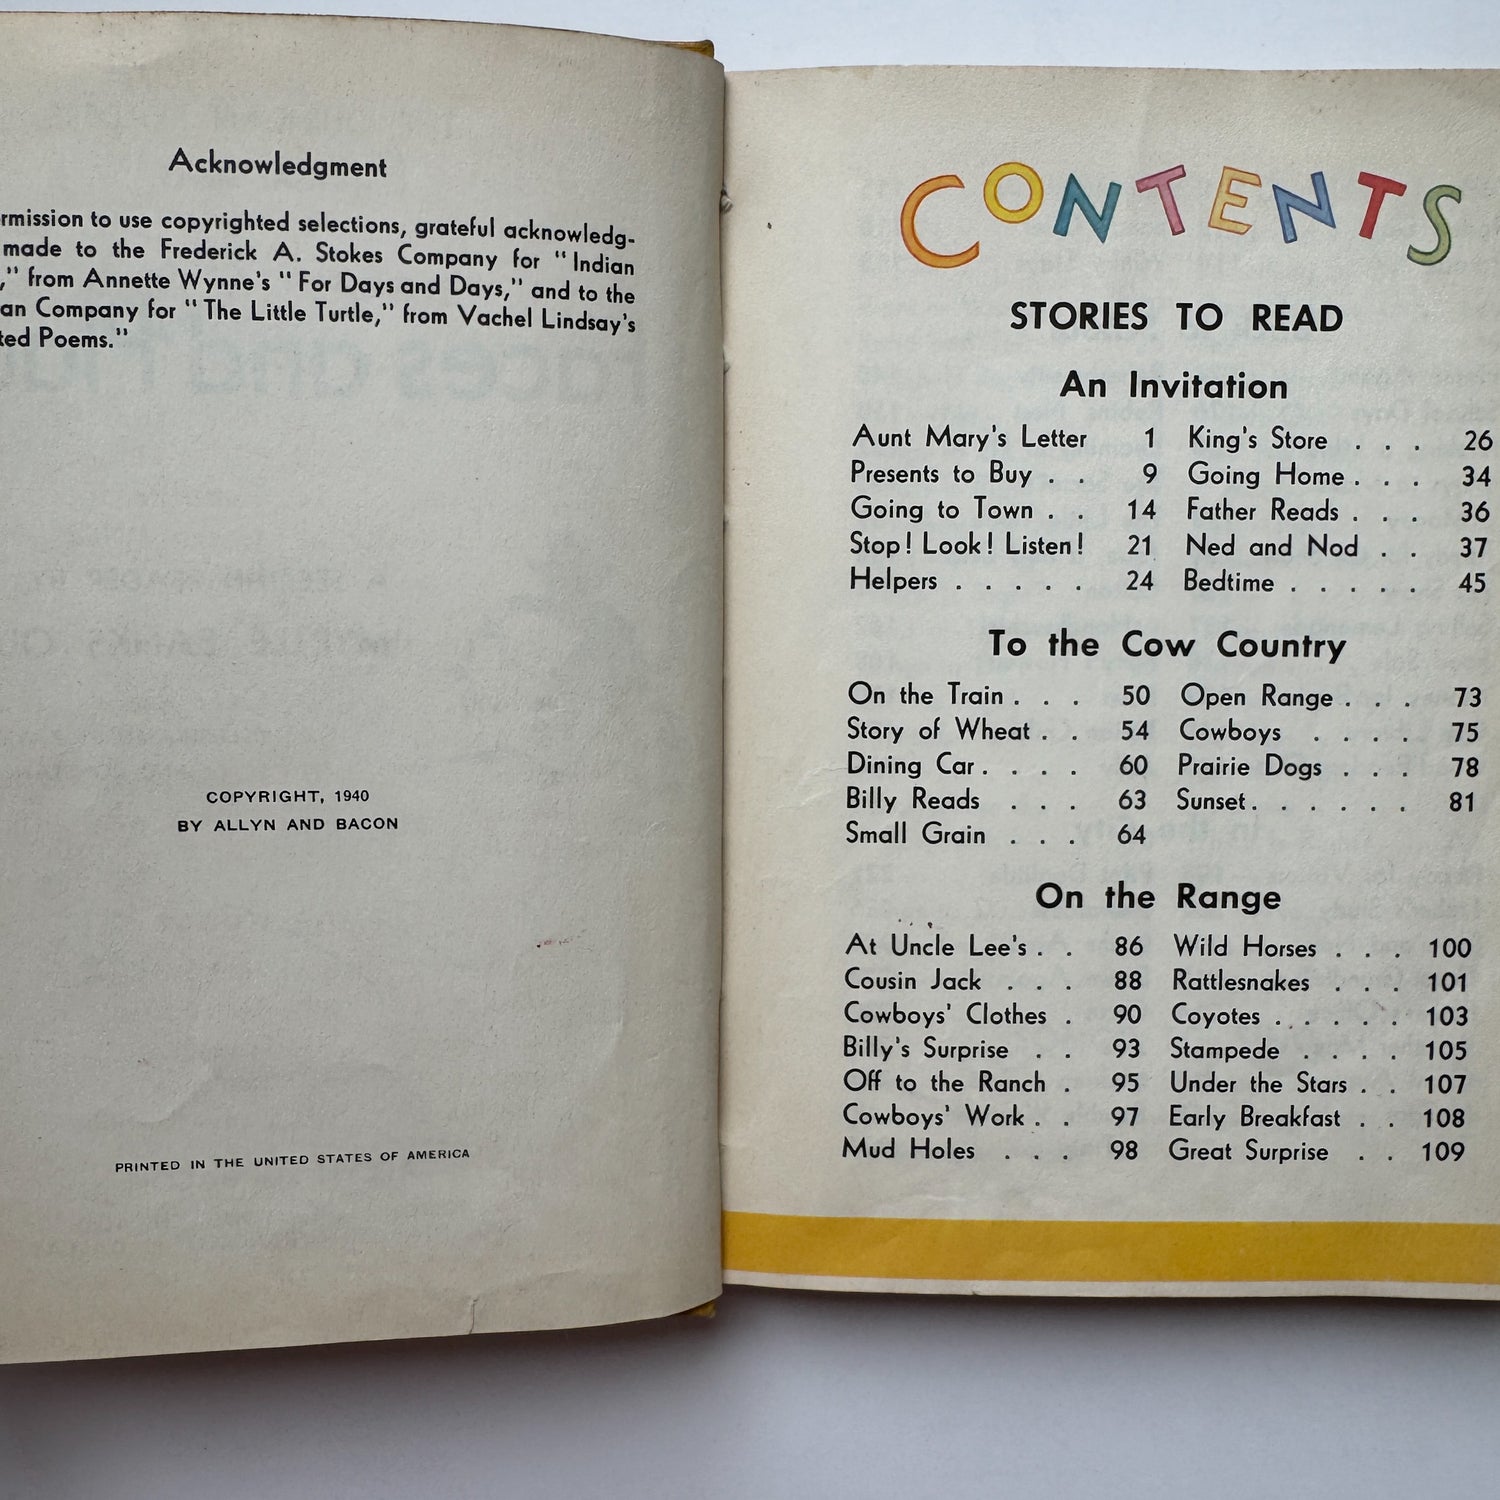 Acknowledgment
rmission to use copyrighted selections, grateful acknowledg-
made to the Frederick A. Stokes Company for "Indian
," from Annette Wynne's "For Days and Days," and to the
an Company for "The Little Turtle," from Vachel Lindsay's
ted Poems."
COPYRIGHT, 1940
BY ALLYN AND BACON
PRINTED IN THE UNITED STATES OF AMERICA
CONTENTS
STORIES TO READ
An Invitation
Aunt Mary's Letter 1 King's Store . . . 26
Presents to Buy . . 9 Going Home . . . 34
Going to Town . . 14 Father Reads . . . 36
Stop! Look! Listen! 21 Ned and Nod . . 37
Helpers . . . . . 24 Bedtime . . . . . 45
To the Cow Country
On the Train . . . 50 Open Range . . . 73
Story of Wheat . . 54 Cowboys . . . . 75
Dining Car . . . . 60 Prairie Dogs . . . 78
Billy Reads . . . 63 Sunset . . . . . . 81
Small Grain . . . 64
On the Range
At Uncle Lee's . . 86 Wild Horses . . . 100
Cousin Jack . . . 88 Rattlesnakes . . . 101
Cowboys' Clothes . 90 Coyotes . . . . . 103
Billy's Surprise . . 93 Stampede . . . . 105
Off to the Ranch . 95 Under the Stars . . 107
Cowboys' Work . . 97 Early Breakfast . . 108
Mud Holes . . . 98 Great Surprise . . 109